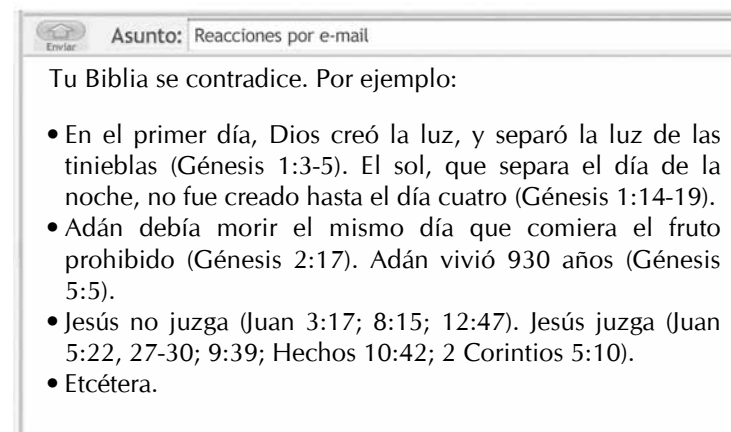 Enviar Asunto: Reacciones por e-mail
Tu Biblia se contradice. Por ejemplo:
• En el primer día, Dios creó la luz, y separó la luz de las
tinieblas (Génesis 1:3-5). El sol, que separa el día de la
noche, no fue creado hasta el día cuatro (Génesis 1:14-19).
• Adán debía morir el mismo día que comiera el fruto
prohibido (Génesis 2:17). Adán vivió 930 años (Génesis
5:5).
• Jesús no juzga (Juan 3:17; 8:15; 12:47). Jesús juzga (Juan
5:22, 27-30; 9:39; Hechos 10:42; 2 Corintios 5:10).
• Etcétera.